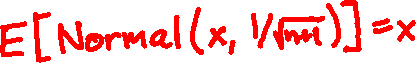 E[Normal(x, 1/√nu)]=x